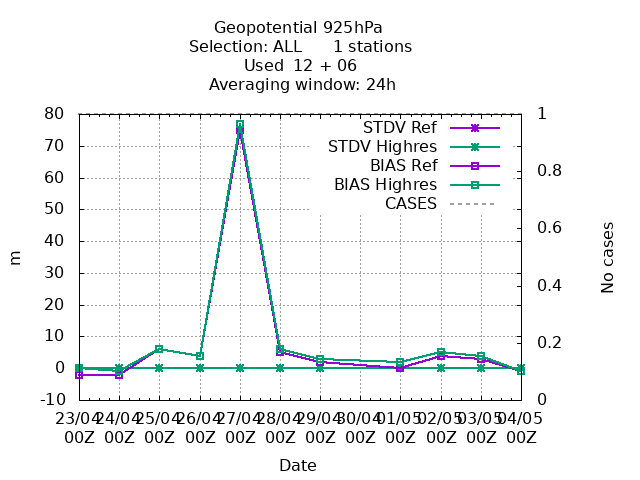 Geopotential 925hPa
Selection: ALL      1 stations
Used  12 + 06
Averaging window: 24h
80
70
60
50
40
30
20
10
0
-10
m
1
0.8
0.6
0.4
0.2
0
No cases
STDV Ref
STDV Highres
BIAS Ref
BIAS Highres
CASES
23/04 24/04 25/04 26/04 27/04 28/04 29/04 30/04 01/05 02/05 03/05 04/05
00Z 00Z 00Z 00Z 00Z 00Z 00Z 00Z 00Z 00Z 00Z 00Z
Date